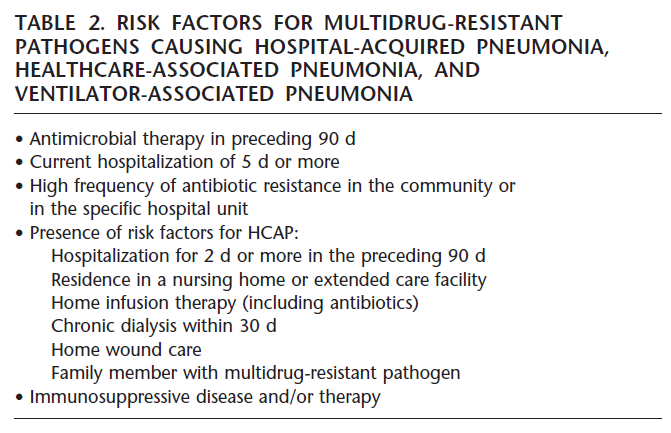 TABLE 2. RISK FACTORS FOR MULTIDRUG-RESISTANT
PATHOGENS CAUSING HOSPITAL-ACQUIRED PNEUMONIA,
HEALTHCARE-ASSOCIATED PNEUMONIA, AND
VENTILATOR-ASSOCIATED PNEUMONIA
• Antimicrobial therapy in preceding 90 d
• Current hospitalization of 5 d or more
• High frequency of antibiotic resistance in the community or
in the specific hospital unit
• Presence of risk factors for HCAP:
Hospitalization for 2 d or more in the preceding 90 d
Residence in a nursing home or extended care facility
Home infusion therapy (including antibiotics)
Chronic dialysis within 30 d
Home wound care
Family member with multidrug-resistant pathogen
• Immunosuppressive disease and/or therapy